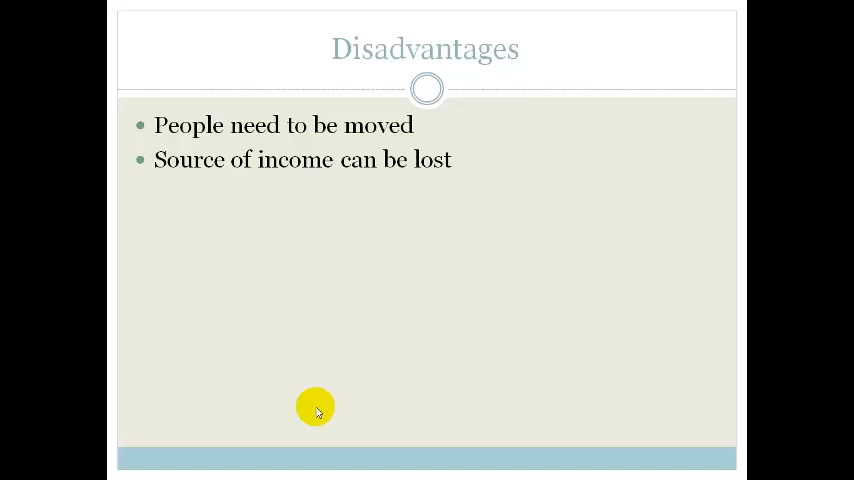 Disadvantages
People need to be moved
Source of income can be lost